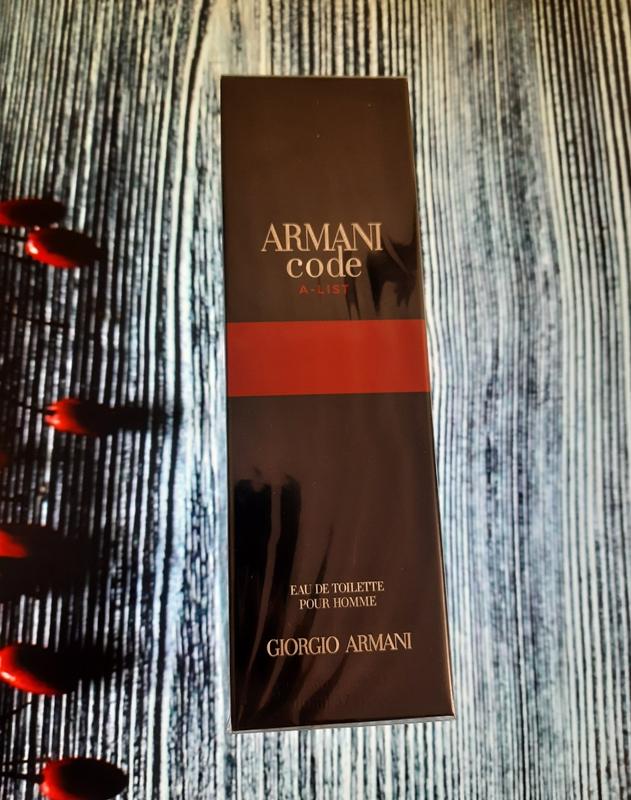 ARMANI
code
A-LIST
EAU DE TOILETTE
POUR HOMME
GIORGIO ARMANI